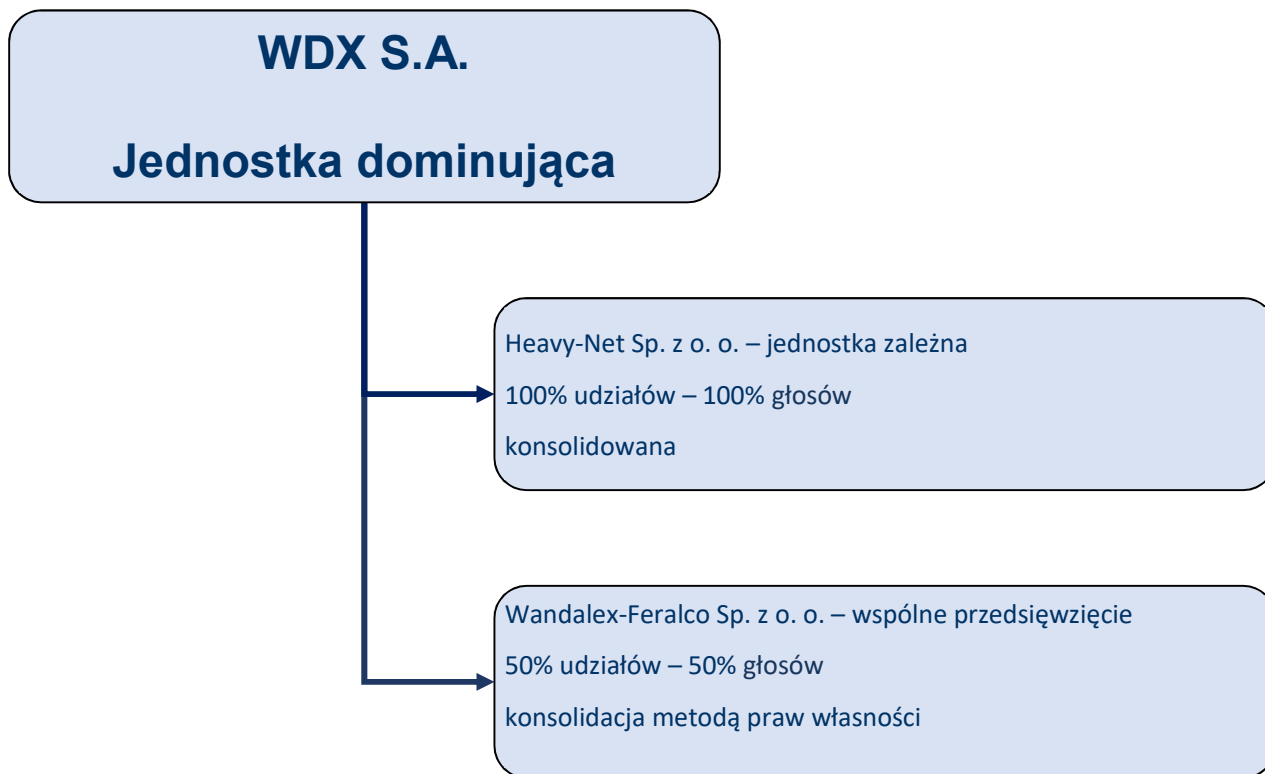 WDX S.A.
Jednostka dominująca
Heavy-Net Sp. z o. o. – jednostka zależna
100% udziałów – 100% głosów
konsolidowana
Wandalex-Feralco Sp. z o. o. – wspólne przedsięwzięcie
50% udziałów – 50% głosów
konsolidacja metodą praw własności